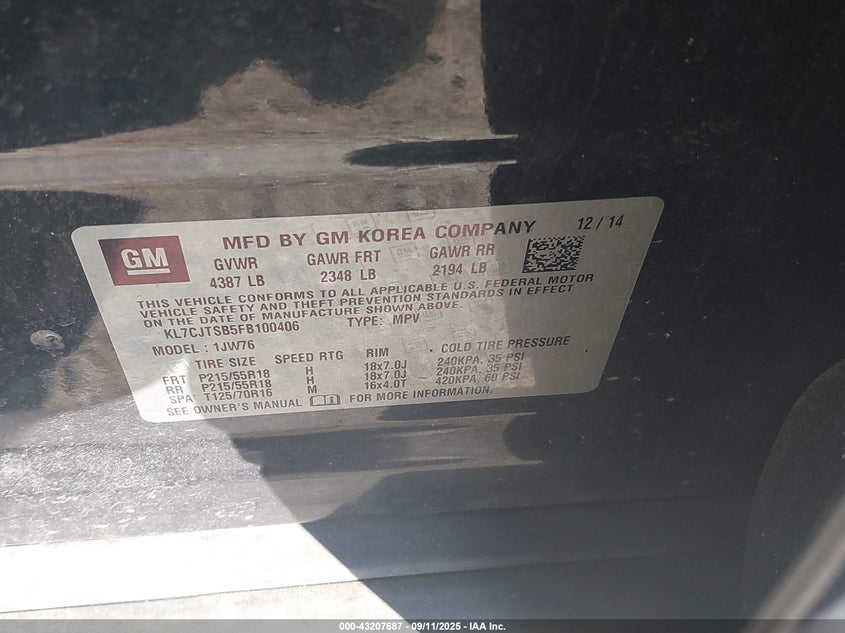 GM
MFD BY GM KOREA COMPANY 12 / 14
GVWR GAWR FRT GAWR RR
4387 LB 2348 LB 2194 LB
THIS VEHICLE CONFORMS TO ALL APPLICABLE U.S. FEDERAL MOTOR
VEHICLE SAFETY AND THEFT PREVENTION STANDARDS IN EFFECT
ON THE DATE OF MANUFACTURE SHOWN ABOVE.
KL7CJTSB5FB100406 TYPE: MPV
MODEL : 1JW76
TIRE SIZE SPEED RTG RIM COLD TIRE PRESSURE
FRT P215/55R18 H 18x7.0J 240KPA, 35 PSI
RR P215/55R18 H 18x7.0J 240KPA, 35 PSI
SPA: T125/70R16 M 16x4.0T 420KPA, 60 PSI
SEE OWNER'S MANUAL FOR MORE INFORMATION.
000-43207687 - 09/11/2025 - IAA Inc.